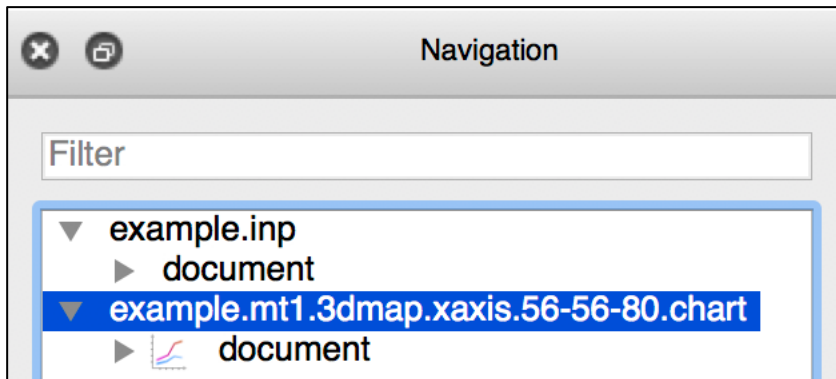 Navigation
Filter
example.inp
document
example.mt1.3dmap.xaxis.56-56-80.chart
document